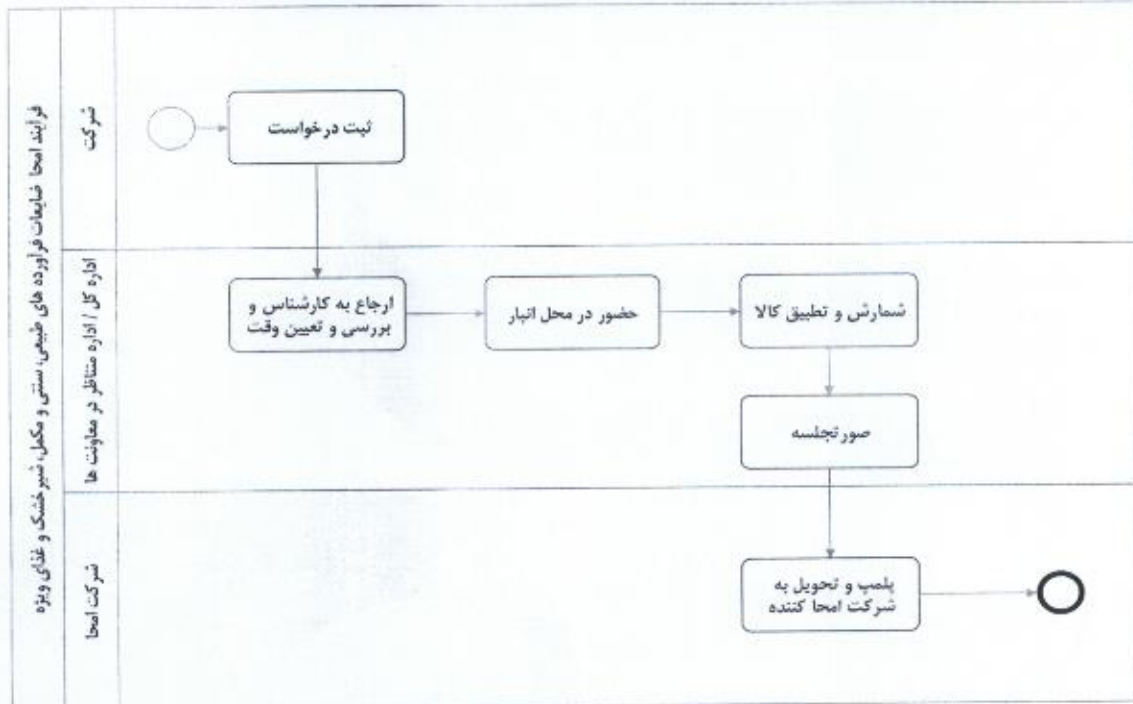 فرآیند امحا ضایعات فرآورده های طبیعی، سنتی و مکمل، شیرخشک و غذای ویژه
شرکت
ثبت درخواست
اداره کل / اداره متناظر در معاونت ها
ارجاع به کارشناس و
بررسی و تعیین وقت
حضور در محل انبار
شمارش و تطبیق کالا
صورتجلسه
شرکت امحا
پلمپ و تحویل به
شرکت امحا کننده